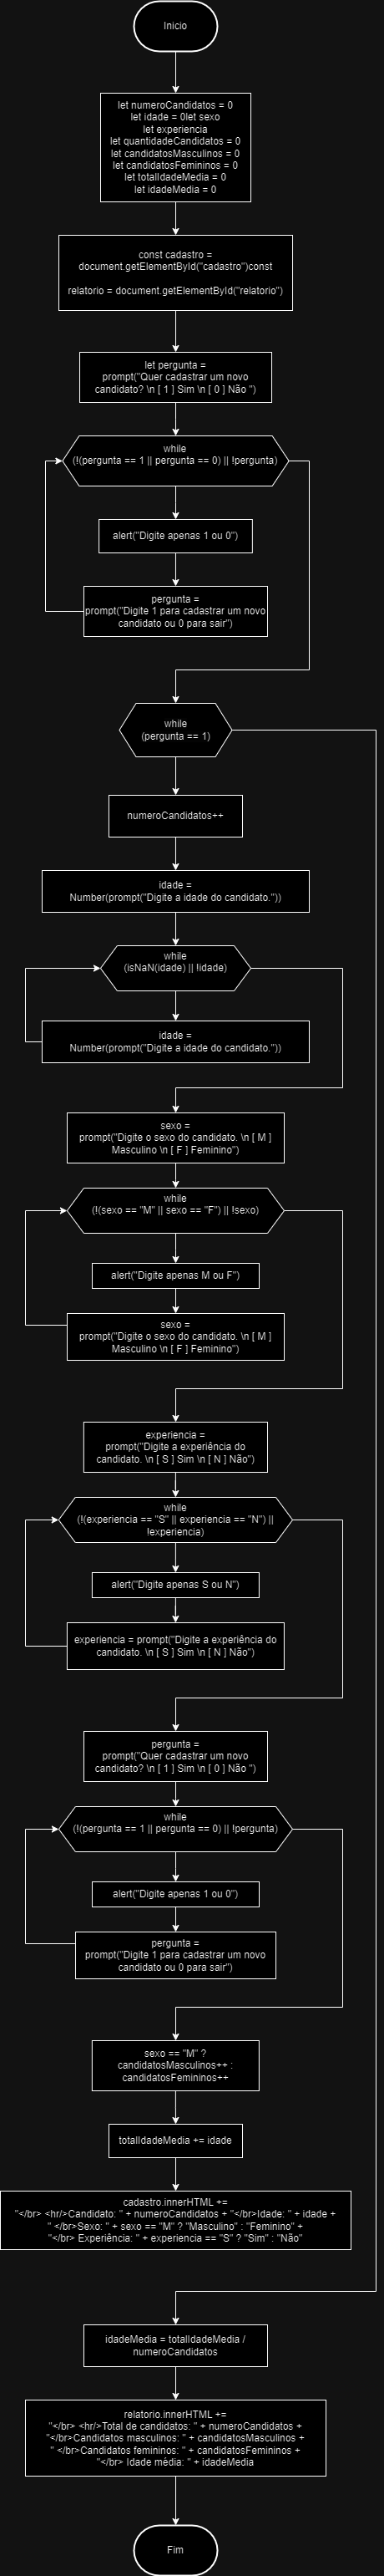 Inicio
let numeroCandidatos = 0
let idade = 0let sexo
let experiencia
let quantidadeCandidatos = 0
let candidatosMasculinos = 0
let candidatosFemininos = 0
let totalIdadeMedia = 0
let idadeMedia = 0
const cadastro =
document.getElementById("cadastro")const
relatorio = document.getElementById("relatorio")
let pergunta =
prompt("Quer cadastrar um novo
candidato? \n [ 1 ] Sim \n [ 0 ] Não ")
while
(!(pergunta == 1 || pergunta == 0) || !pergunta)
alert("Digite apenas 1 ou 0")
pergunta =
prompt("Digite 1 para cadastrar um novo
candidato ou 0 para sair")
while
(pergunta == 1)
numeroCandidatos++
idade =
Number(prompt("Digite a idade do candidato."))
while
(isNaN(idade) || !idade)
idade =
Number(prompt("Digite a idade do candidato."))
sexo =
prompt("Digite o sexo do candidato. \n [ M ]
Masculino \n [ F ] Feminino")
while
(!(sexo == "M" || sexo == "F") || !sexo)
alert("Digite apenas M ou F")
sexo =
prompt("Digite o sexo do candidato. \n [ M ]
Masculino \n [ F ] Feminino")
experiencia =
prompt("Digite a experiência do
candidato. \n [ S ] Sim \n [ N ] Não")
while
(!(experiencia == "S" || experiencia == "N") ||
!experiencia)
alert("Digite apenas S ou N")
experiencia = prompt("Digite a experiência do
candidato. \n [ S ] Sim \n [ N ] Não")
pergunta =
prompt("Quer cadastrar um novo
candidato? \n [ 1 ] Sim \n [ 0 ] Não ")
while
(!(pergunta == 1 || pergunta == 0) || !pergunta)
alert("Digite apenas 1 ou 0")
pergunta =
prompt("Digite 1 para cadastrar um novo
candidato ou 0 para sair")
sexo == "M" ?
candidatosMasculinos++ :
candidatosFemininos++
totalIdadeMedia += idade
cadastro.innerHTML +=
"</br> <hr/>Candidato: " + numeroCandidatos + "</br>Idade: " + idade +
" </br>Sexo: " + sexo == "M" ? "Masculino" : "Feminino" +
"</br> Experiência: " + experiencia == "S" ? "Sim" : "Não"
idadeMedia = totalIdadeMedia /
numeroCandidatos
relatorio.innerHTML +=
"</br> <hr/>Total de candidatos: " + numeroCandidatos +
"</br>Candidatos masculinos: " + candidatosMasculinos +
" </br>Candidatos femininos: " + candidatosFemininos +
"</br> Idade média: " + idadeMedia
Fim